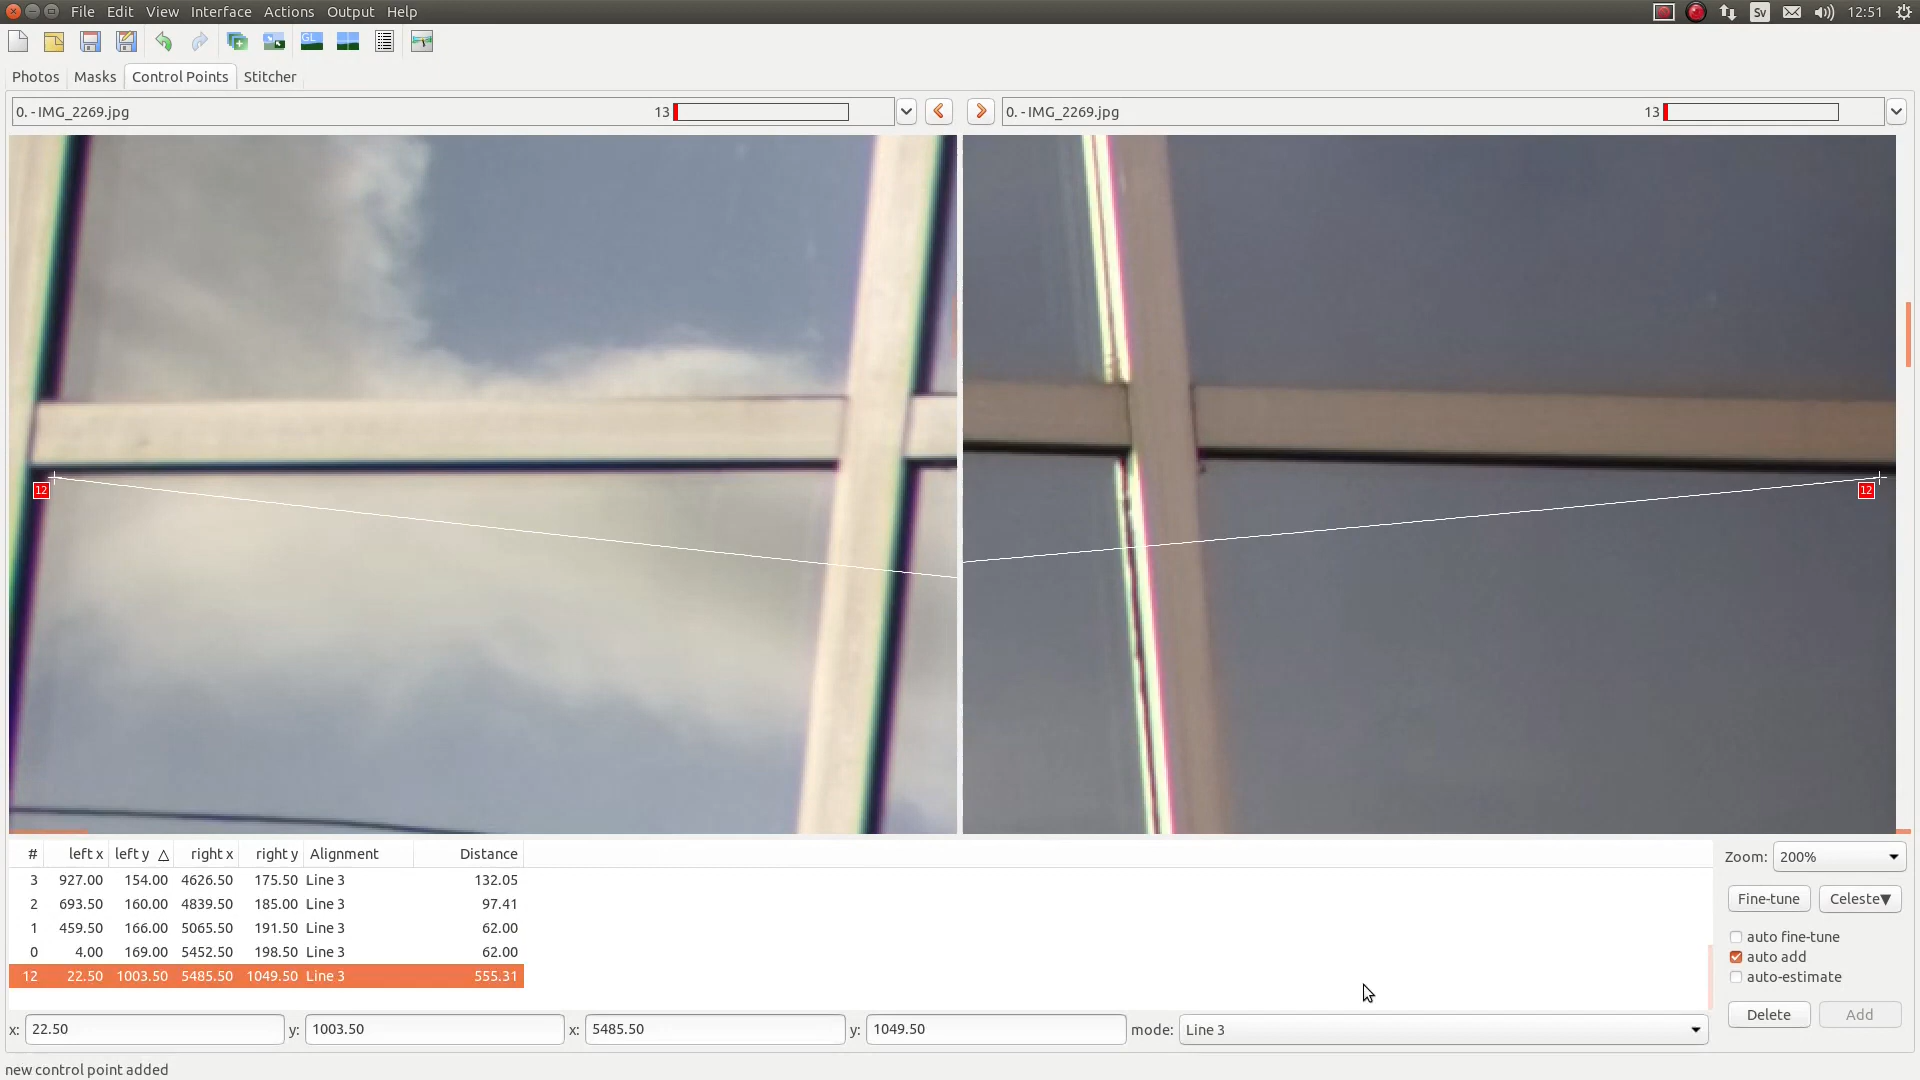 File Edit View Interface Actions Output Help Sv 12:51
GL
Photos Masks Control Points Stitcher
0. - IMG_2269.jpg 13 0. - IMG_2269.jpg 13
12 12
# left x left y △ right x right y Alignment Distance
3 927.00 154.00 4626.50 175.50 Line 3 132.05
2 693.50 160.00 4839.50 185.00 Line 3 97.41
1 459.50 166.00 5065.50 191.50 Line 3 62.00
0 4.00 169.00 5452.50 198.50 Line 3 62.00
12 22.50 1003.50 5485.50 1049.50 Line 3 555.31
Zoom: 200%
Fine-tune Celeste▼
auto fine-tune
auto add
auto-estimate
Delete Add
x: 22.50 y: 1003.50 x: 5485.50 y: 1049.50 mode: Line 3
new control point added